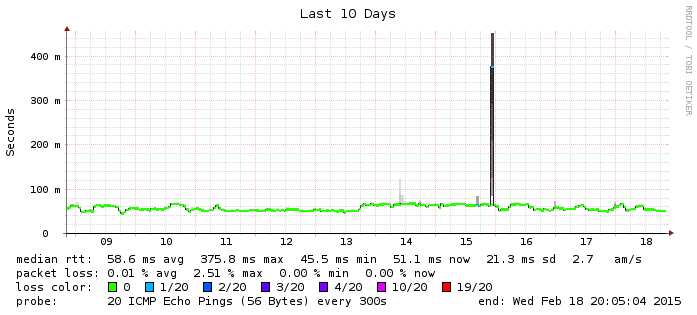 Last 10 Days
RRDTOOL / TOBI OETIKER
Seconds
400 m
300 m
200 m
100 m
0
09 10 11 12 13 14 15 16 17 18
median rtt: 58.6 ms avg 375.8 ms max 45.5 ms min 51.1 ms now 21.3 ms sd 2.7 am/s
packet loss: 0.01 % avg 2.51 % max 0.00 % min 0.00 % now
loss color: 0 1/20 2/20 3/20 4/20 10/20 19/20
probe: 20 ICMP Echo Pings (56 Bytes) every 300s end: Wed Feb 18 20:05:04 2015